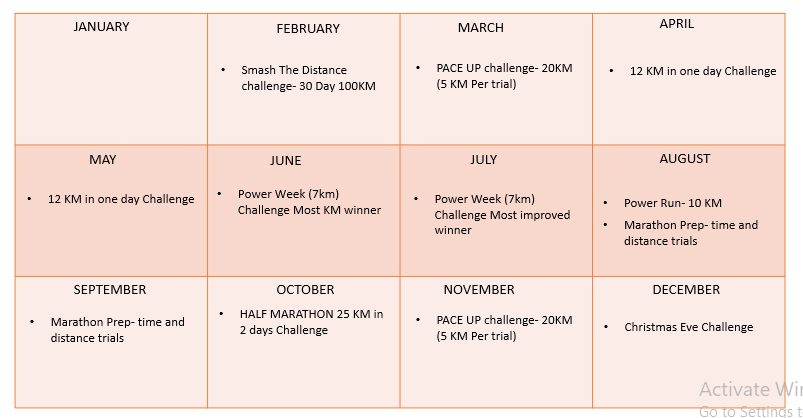 JANUARY
FEBRUARY
• Smash The Distance
challenge- 30 Day 100KM
MARCH
• PACE UP challenge- 20KM
(5 KM Per trial)
APRIL
• 12 KM in one day Challenge
MAY
• 12 KM in one day Challenge
JUNE
• Power Week (7km)
Challenge Most KM winner
JULY
• Power Week (7km)
Challenge Most improved
winner
AUGUST
• Power Run- 10 KM
• Marathon Prep- time and
distance trials
SEPTEMBER
• Marathon Prep- time and
distance trials
OCTOBER
• HALF MARATHON 25 KM in
2 days Challenge
NOVEMBER
• PACE UP challenge- 20KM
(5 KM Per trial)
DECEMBER
• Christmas Eve Challenge
Activate Wi
Go to Settings t